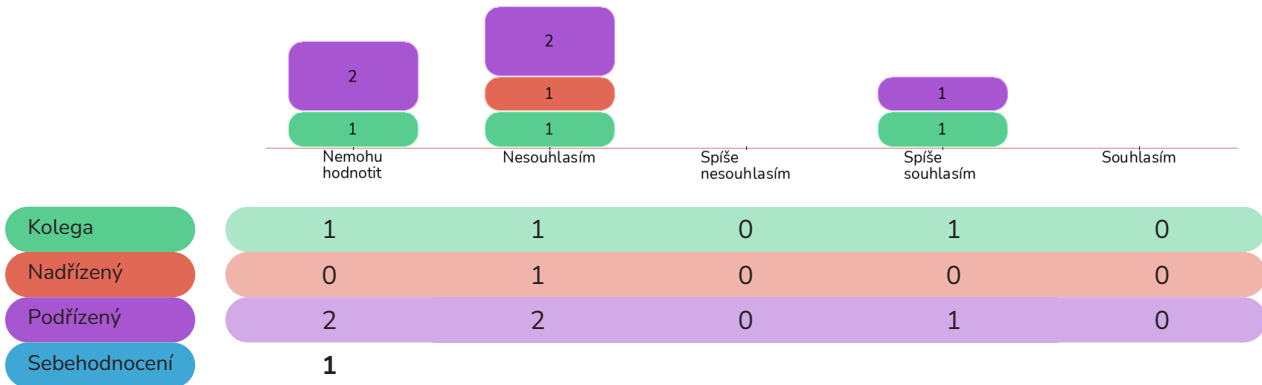 2
2
1
1
1
1
1
Nemohu
hodnotit
Nesouhlasím
Spíše
nesouhlasím
Spíše
souhlasím
Souhlasím
Kolega 1 1 0 1 0
Nadřízený 0 1 0 0 0
Podřízený 2 2 0 1 0
Sebehodnocení 1